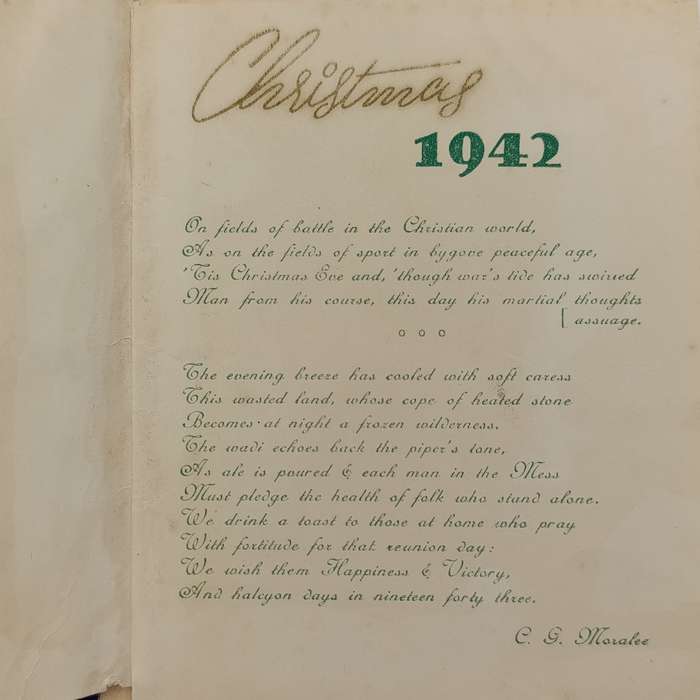 Christmas
1942
On fields of battle in the Christian world,
As on the fields of sport in bygone peaceful age,
'Tis Christmas Eve and, 'though war's tide has swirled
Man from his course, this day his martial thoughts
[ assuage.
o o o
The evening breeze has cooled with soft caress
This wasted land, whose cope of heated stone
Becomes at night a frozen wilderness.
The wadi echoes back the piper's tone,
As ale is poured & each man in the Mess
Must pledge the health of folk who stand alone.
We drink a toast to those at home who pray
With fortitude for that reunion day:
We wish them Happiness & Victory,
And halcyon days in nineteen forty three.
C. G. Moralee